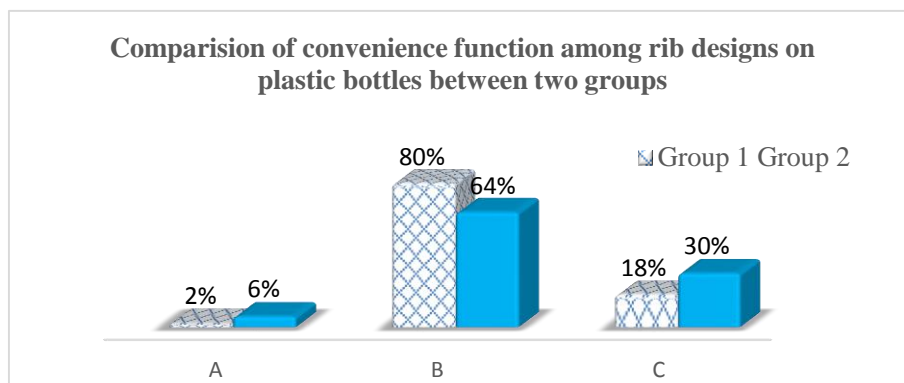 Comparision of convenience function among rib designs on
plastic bottles between two groups
Group 1 Group 2
80%
64%
30%
18%
6%
2%
A B C